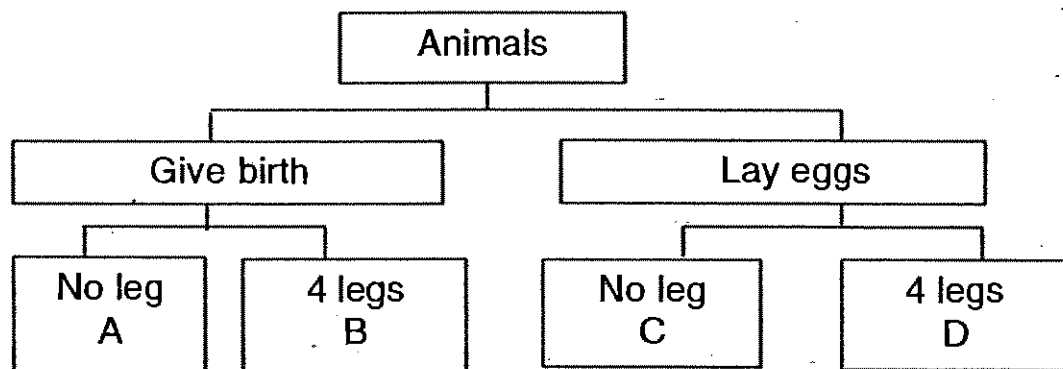 Animals
Give birth
Lay eggs
No leg
A
4 legs
B
No leg
C
4 legs
D